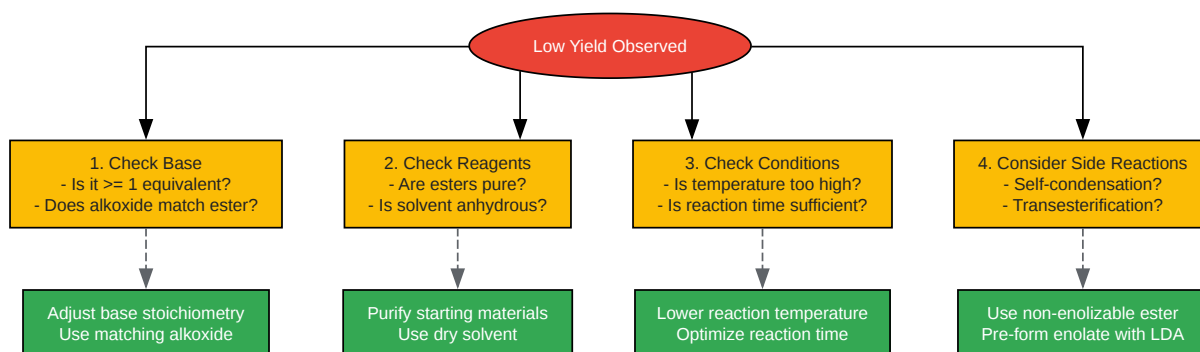 Low Yield Observed
1. Check Base
- Is it >= 1 equivalent?
- Does alkoxide match ester?
2. Check Reagents
- Are esters pure?
- Is solvent anhydrous?
3. Check Conditions
- Is temperature too high?
- Is reaction time sufficient?
4. Consider Side Reactions
- Self-condensation?
- Transesterification?
Adjust base stoichiometry
Use matching alkoxide
Purify starting materials
Use dry solvent
Lower reaction temperature
Optimize reaction time
Use non-enolizable ester
Pre-form enolate with LDA